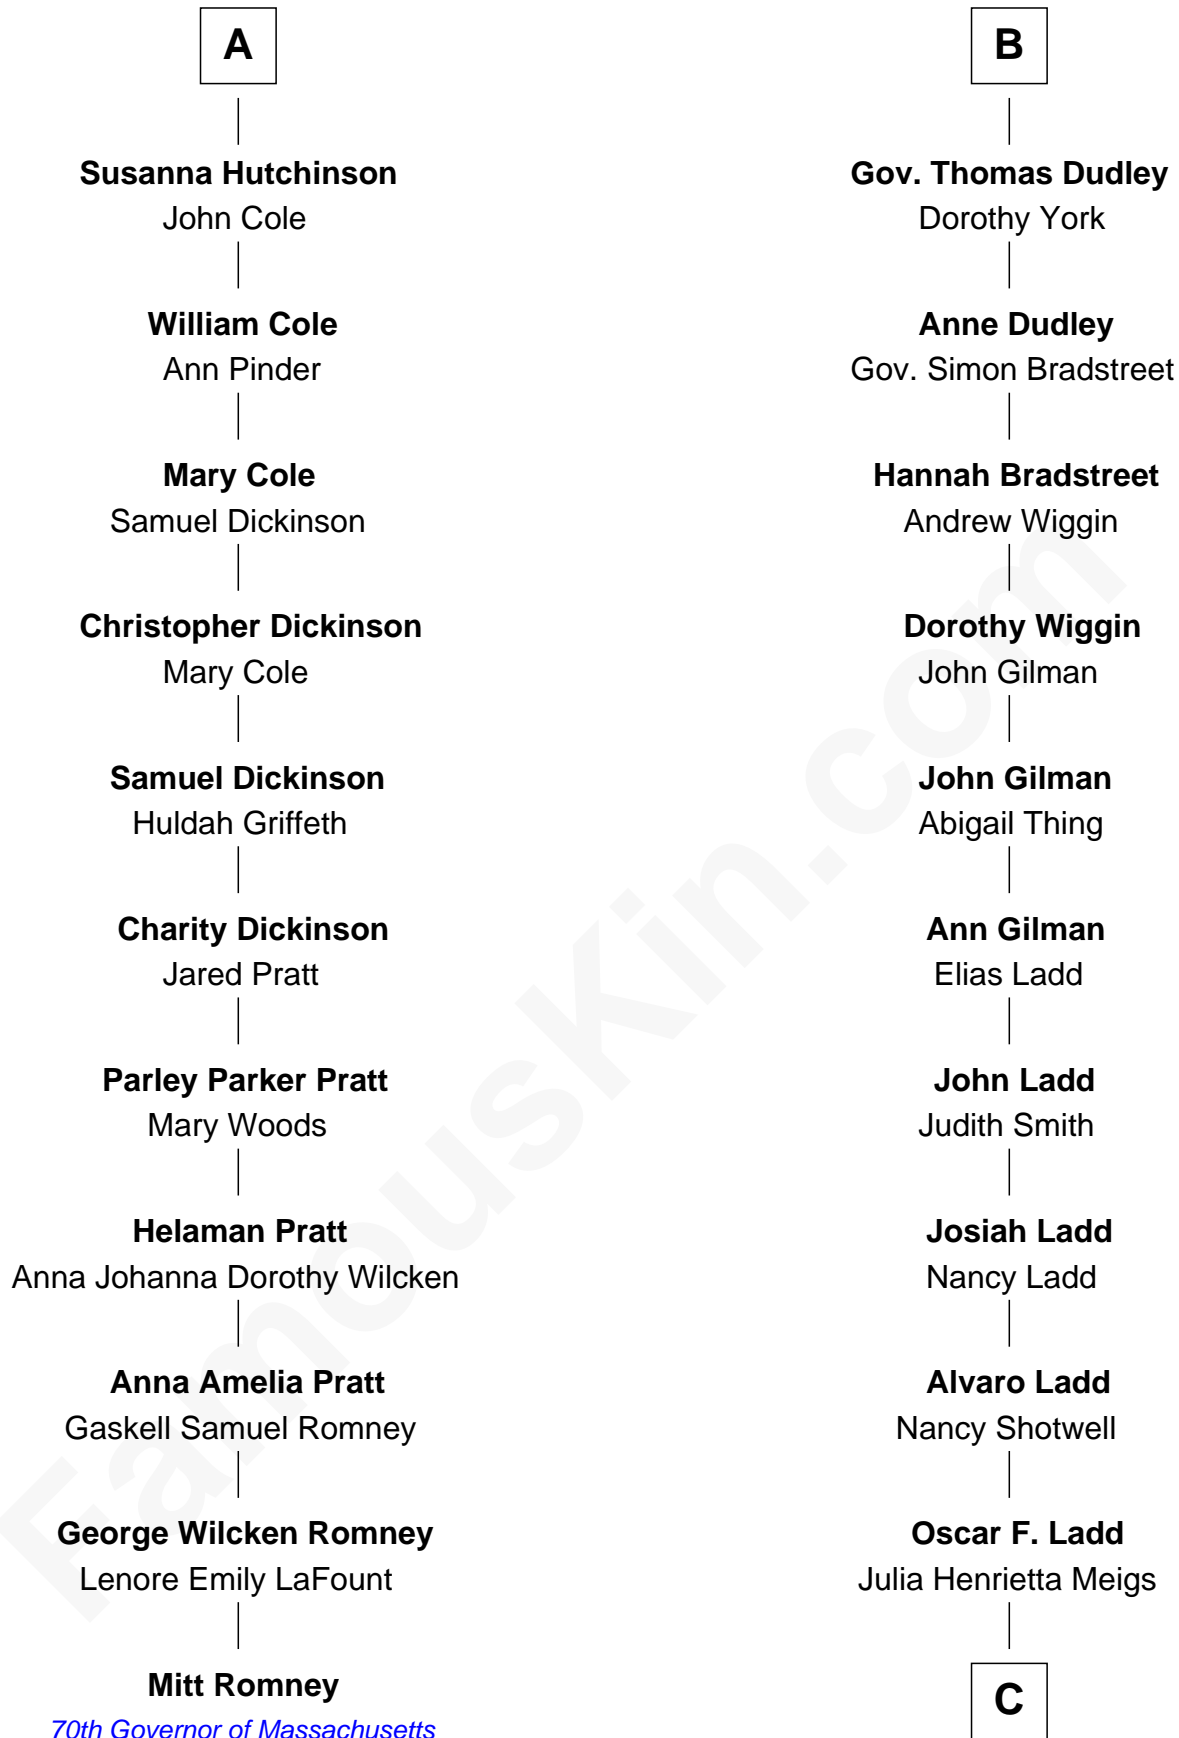 A
Susanna Hutchinson
John Cole
William Cole
Ann Pinder
Mary Cole
Samuel Dickinson
Christopher Dickinson
Mary Cole
Samuel Dickinson
Huldah Griffeth
Charity Dickinson
Jared Pratt
Parley Parker Pratt
Mary Woods
Helaman Pratt
Anna Johanna Dorothy Wilcken
Anna Amelia Pratt
Gaskell Samuel Romney
George Wilcken Romney
Lenore Emily LaFount
Mitt Romney
70th Governor of Massachusetts
B
Gov. Thomas Dudley
Dorothy York
Anne Dudley
Gov. Simon Bradstreet
Hannah Bradstreet
Andrew Wiggin
Dorothy Wiggin
John Gilman
John Gilman
Abigail Thing
Ann Gilman
Elias Ladd
John Ladd
Judith Smith
Josiah Ladd
Nancy Ladd
Alvaro Ladd
Nancy Shotwell
Oscar F. Ladd
Julia Henrietta Meigs
C
FamousKin.com